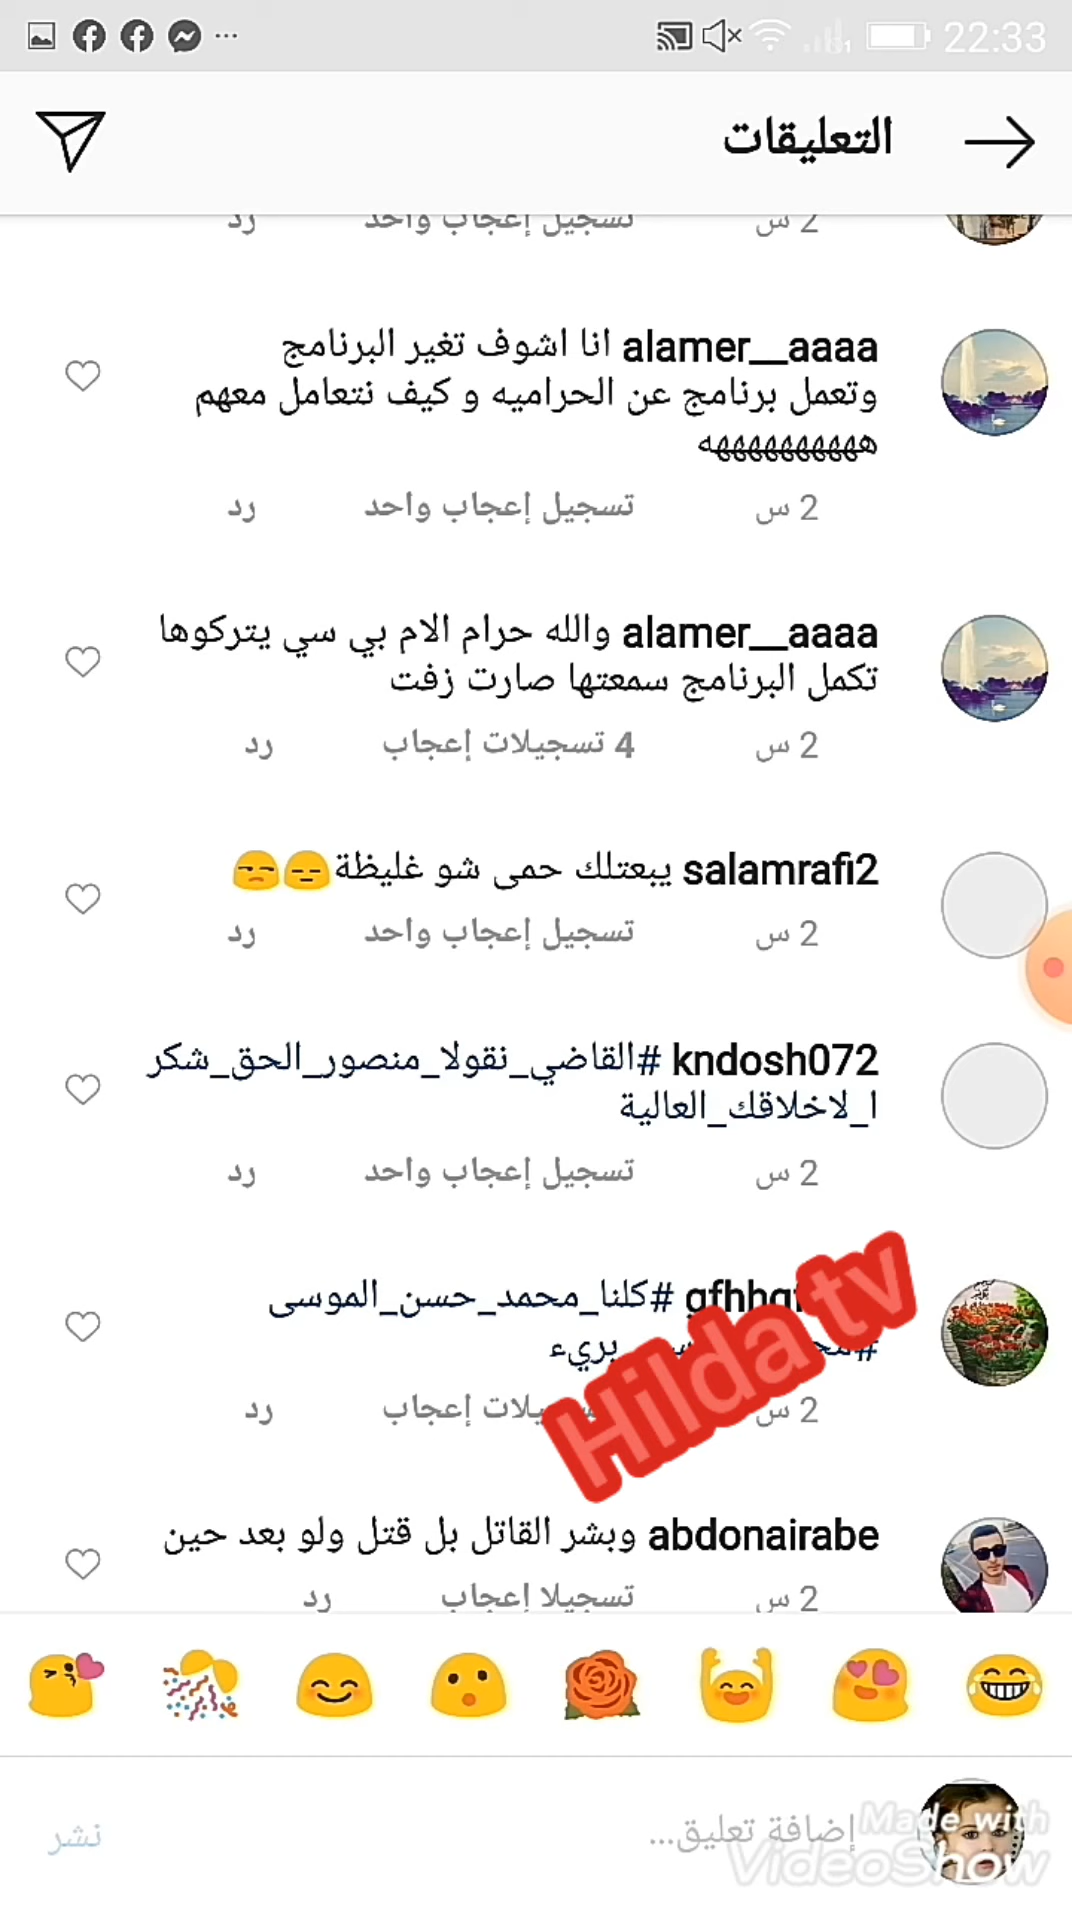 22:33
التعليقات
2 س تسجيل إعجاب واحد رد
alamer__aaaa انا اشوف تغير البرنامج
وتعمل برنامج عن الحراميه و كيف نتعامل معهم
هههههههههههه
2 س تسجيل إعجاب واحد رد
alamer__aaaa والله حرام الام بي سي يتركوها
تكمل البرنامج سمعتها صارت زفت
2 س 4 تسجيلات إعجاب رد
salamrafi2 يبعتلك حمى شو غليظة😑😒
2 س تسجيل إعجاب واحد رد
kndosh072 #القاضي_نقولا_منصور_الحق_شكر
ا_لاخلاقك_العالية
2 س تسجيل إعجاب واحد رد
#كلنا_محمد_حسن_الموسى
بريء
2 س إعجاب رد
Hilda tv
abdonairabe وبشر القاتل بل قتل ولو بعد حين
2 س تسجيلا إعجاب رد
إضافة تعليق... نشر
Made with
VideoShow